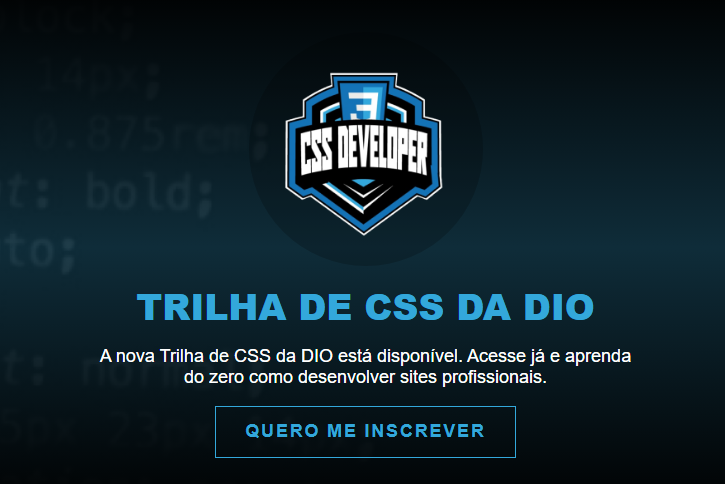 lock;
14px;
.875rem;
t: bold;
to;
3
CSS DEVELOPER
TRILHA DE CSS DA DIO
A nova Trilha de CSS da DIO está disponível. Acesse já e aprenda
do zero como desenvolver sites profissionais.
QUERO ME INSCREVER